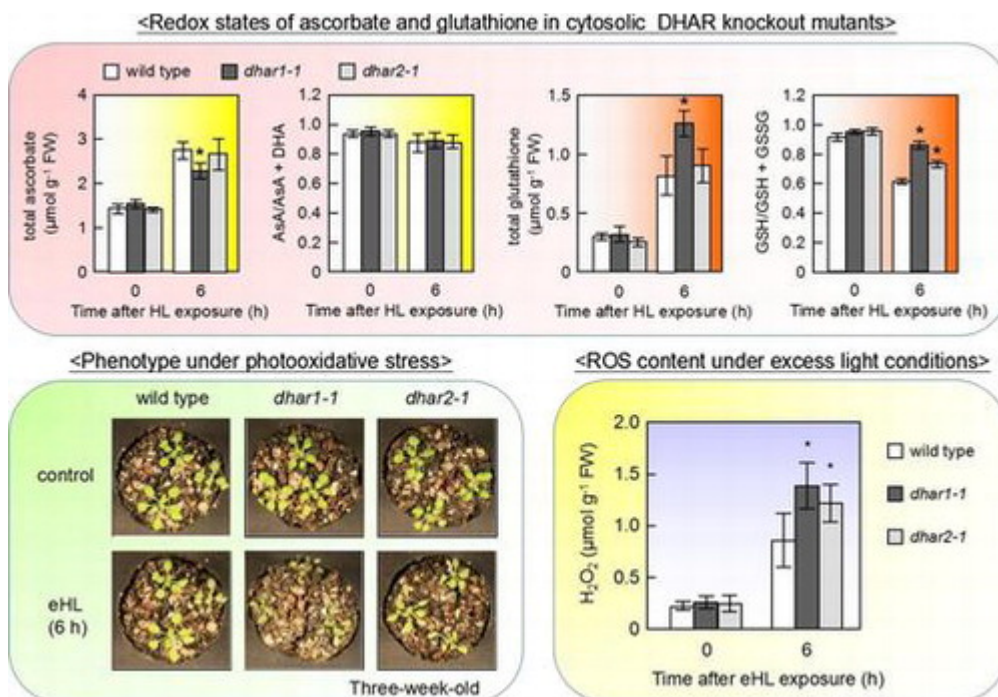 <Redox states of ascorbate and glutathione in cytosolic DHAR knockout mutants>
wild type dhar1-1 dhar2-1
total ascorbate
(µmol g⁻¹ FW)
4
3
2
1
0
*
0 6
Time after HL exposure (h)
AsA/AsA + DHA
1.2
1.0
0.8
0.6
0.4
0.2
0
0 6
Time after HL exposure (h)
total glutathione
(µmol g⁻¹ FW)
1.5
1.0
0.5
0
*
0 6
Time after HL exposure (h)
GSH/GSH + GSSG
1.2
1.0
0.8
0.6
0.4
0.2
0
* *
0 6
Time after HL exposure (h)
<Phenotype under photooxidative stress>
wild type dhar1-1 dhar2-1
control
eHL
(6 h)
Three-week-old
<ROS content under excess light conditions>
H₂O₂ (µmol g⁻¹ FW)
2.0
1.5
1.0
0.5
0
* *
0 6
Time after eHL exposure (h)
wild type
dhar1-1
dhar2-1